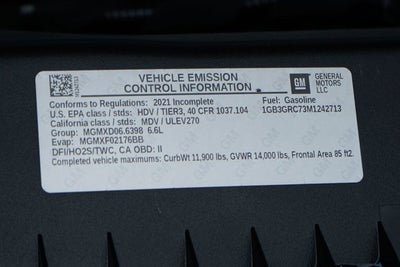 VEHICLE EMISSION
CONTROL INFORMATION
GM
GENERAL
MOTORS
LLC
Conforms to Regulations: 2021 Incomplete
Fuel: Gasoline
U.S. EPA class / stds: HDV / TIER3, 40 CFR 1037.104
1GB3GRC73M1242713
California class / stds: MDV / ULEV270
Group: MGMXD06.6398 6.6L
Evap: MGMXF02176BB
DFI/HO2S/TWC, CA OBD: II
Completed vehicle maximums: CurbWt 11,900 lbs, GVWR 14,000 lbs, Frontal Area 85 ft2.